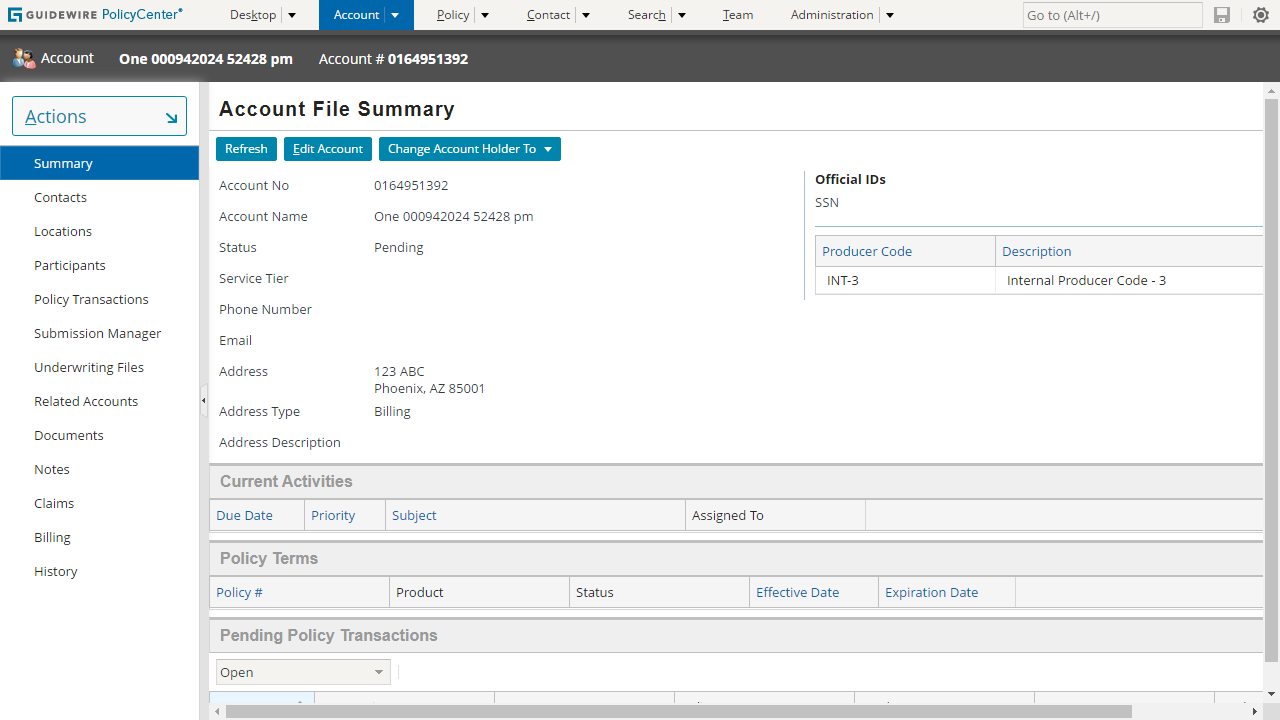 GUIDEWIRE PolicyCenter®
Desktop
Account
Policy
Contact
Search
Team
Administration
Go to (Alt+/)
Account
One 000942024 52428 pm
Account # 0164951392
Actions
Summary
Contacts
Locations
Participants
Policy Transactions
Submission Manager
Underwriting Files
Related Accounts
Documents
Notes
Claims
Billing
History
Account File Summary
Refresh
Edit Account
Change Account Holder To
Account No 0164951392
Account Name One 000942024 52428 pm
Status Pending
Service Tier
Phone Number
Email
Address 123 ABC
Phoenix, AZ 85001
Address Type Billing
Address Description
Official IDs
SSN
Producer Code Description
INT-3 Internal Producer Code - 3
Current Activities
Due Date Priority Subject Assigned To
Policy Terms
Policy # Product Status Effective Date Expiration Date
Pending Policy Transactions
Open